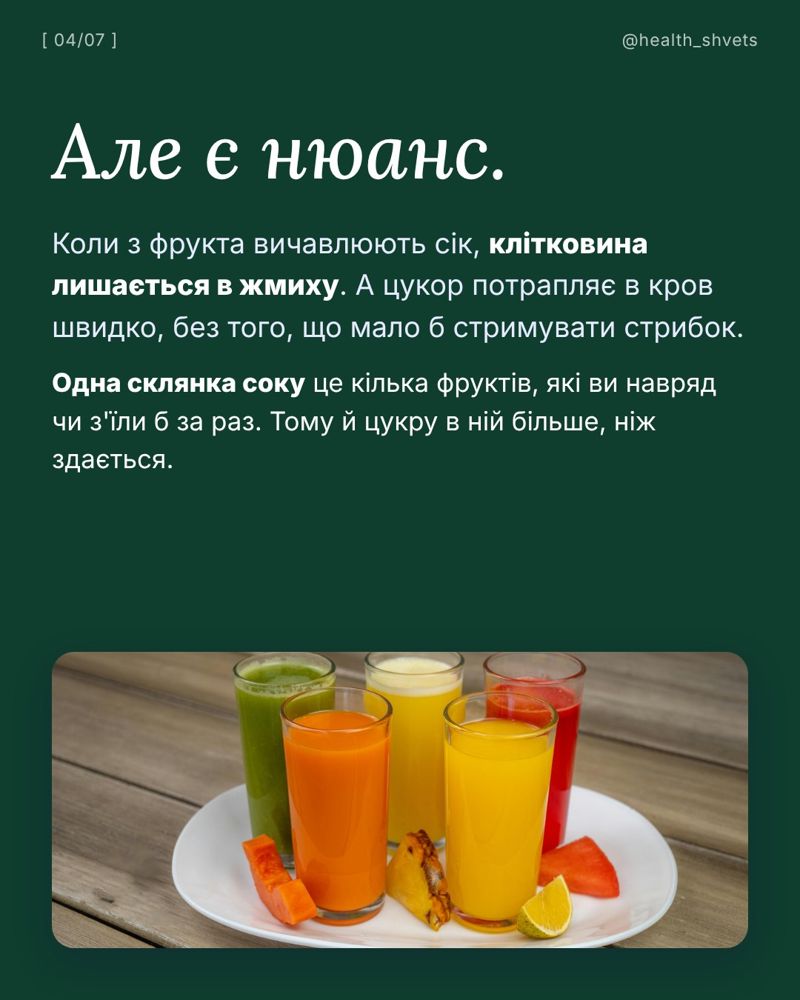 [ 04/07 ]
@health_shvets
Але є нюанс.
Коли з фрукта вичавлюють сік, клітковина
лишається в жмиху. А цукор потрапляє в кров
швидко, без того, що мало б стримувати стрибок.
Одна склянка соку це кілька фруктів, які ви навряд
чи з'їли б за раз. Тому й цукру в ній більше, ніж
здається.